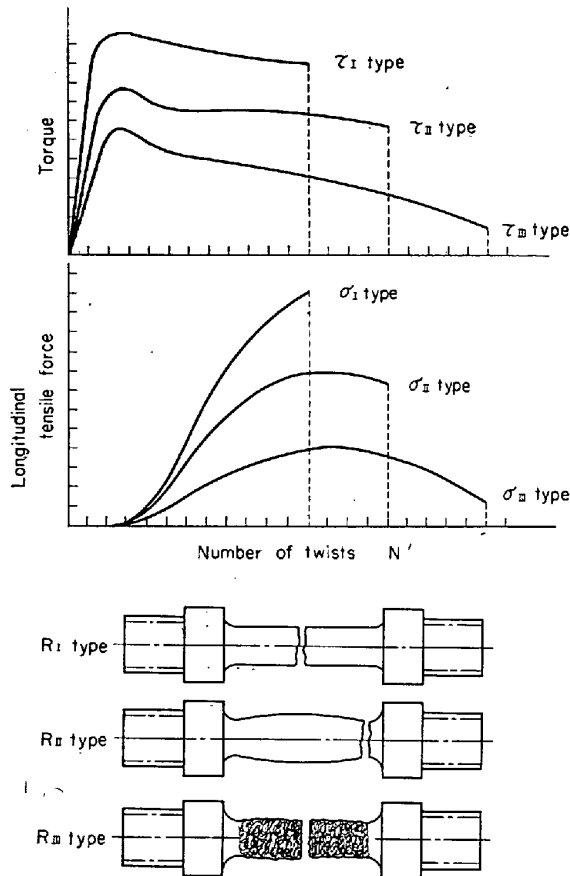 Torque
τI type
τII type
τIII type
Longitudinal
tensile force
σI type
σII type
σIII type
Number of twists N'
RI type
RII type
RIII type